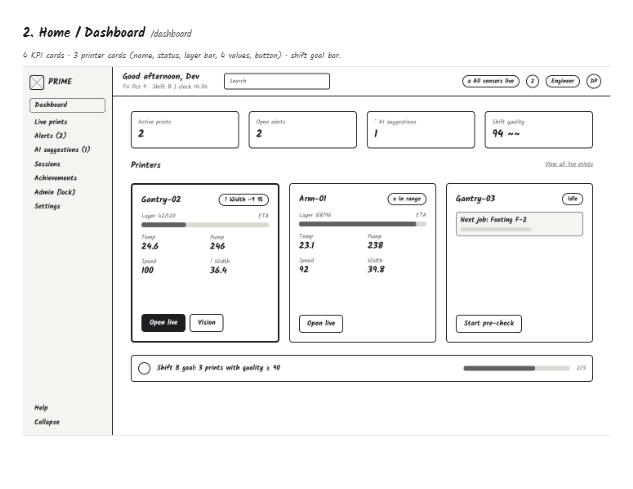 2. Home / Dashboard /dashboard
4 KPI cards · 3 printer cards (name, status, layer bar, 4 values, button) · shift goal bar.
PRIME
Dashboard
Live prints
Alerts (2)
AI suggestions (1)
Sessions
Achievements
Admin [lock]
Settings
Help
Collapse
Good afternoon, Dev
Fri Oct 9 · Shift B | clock 14:34
Search
All sensors live
2
Engineer
DP
Active prints
2
Open alerts
2
* AI suggestions
1
Shift quality
94 ~~
Printers
View all live prints
Gantry-02
! Width -9 %
Layer 42/120
ETA
Temp
Pump
24.6
246
Speed
! Width
100
36.4
Open live
Vision
Arm-01
In range
Layer 88/96
ETA
Temp
Pump
23.1
238
Speed
Width
92
39.8
Open live
Gantry-03
Idle
Next job: Footing F-2
Start pre-check
Shift B goal: 3 prints with quality ≥ 90
2/3